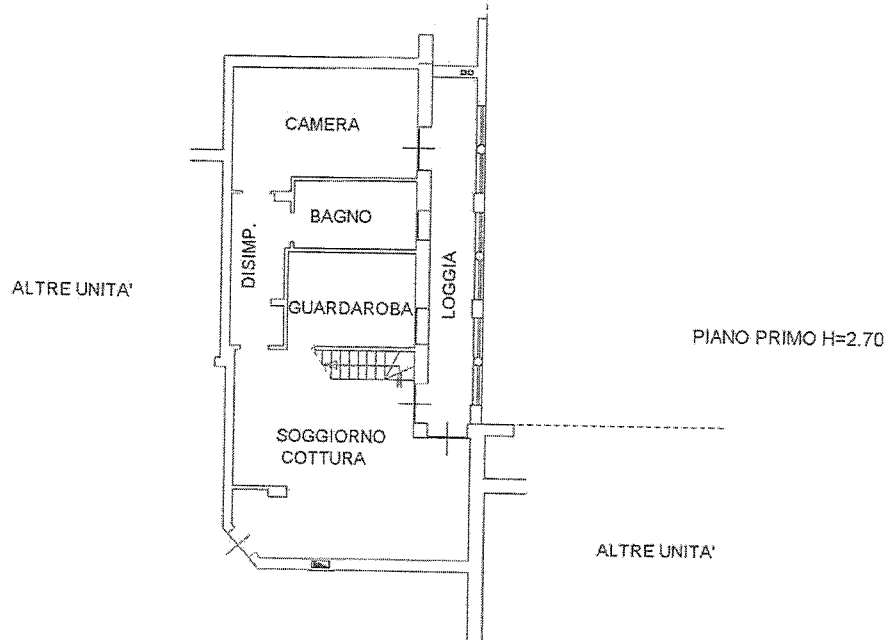 CAMERA
BAGNO
DISIMP.
LOGGIA
ALTRE UNITA'
GUARDAROBA
PIANO PRIMO H=2.70
SOGGIORNO
COTTURA
ALTRE UNITA'